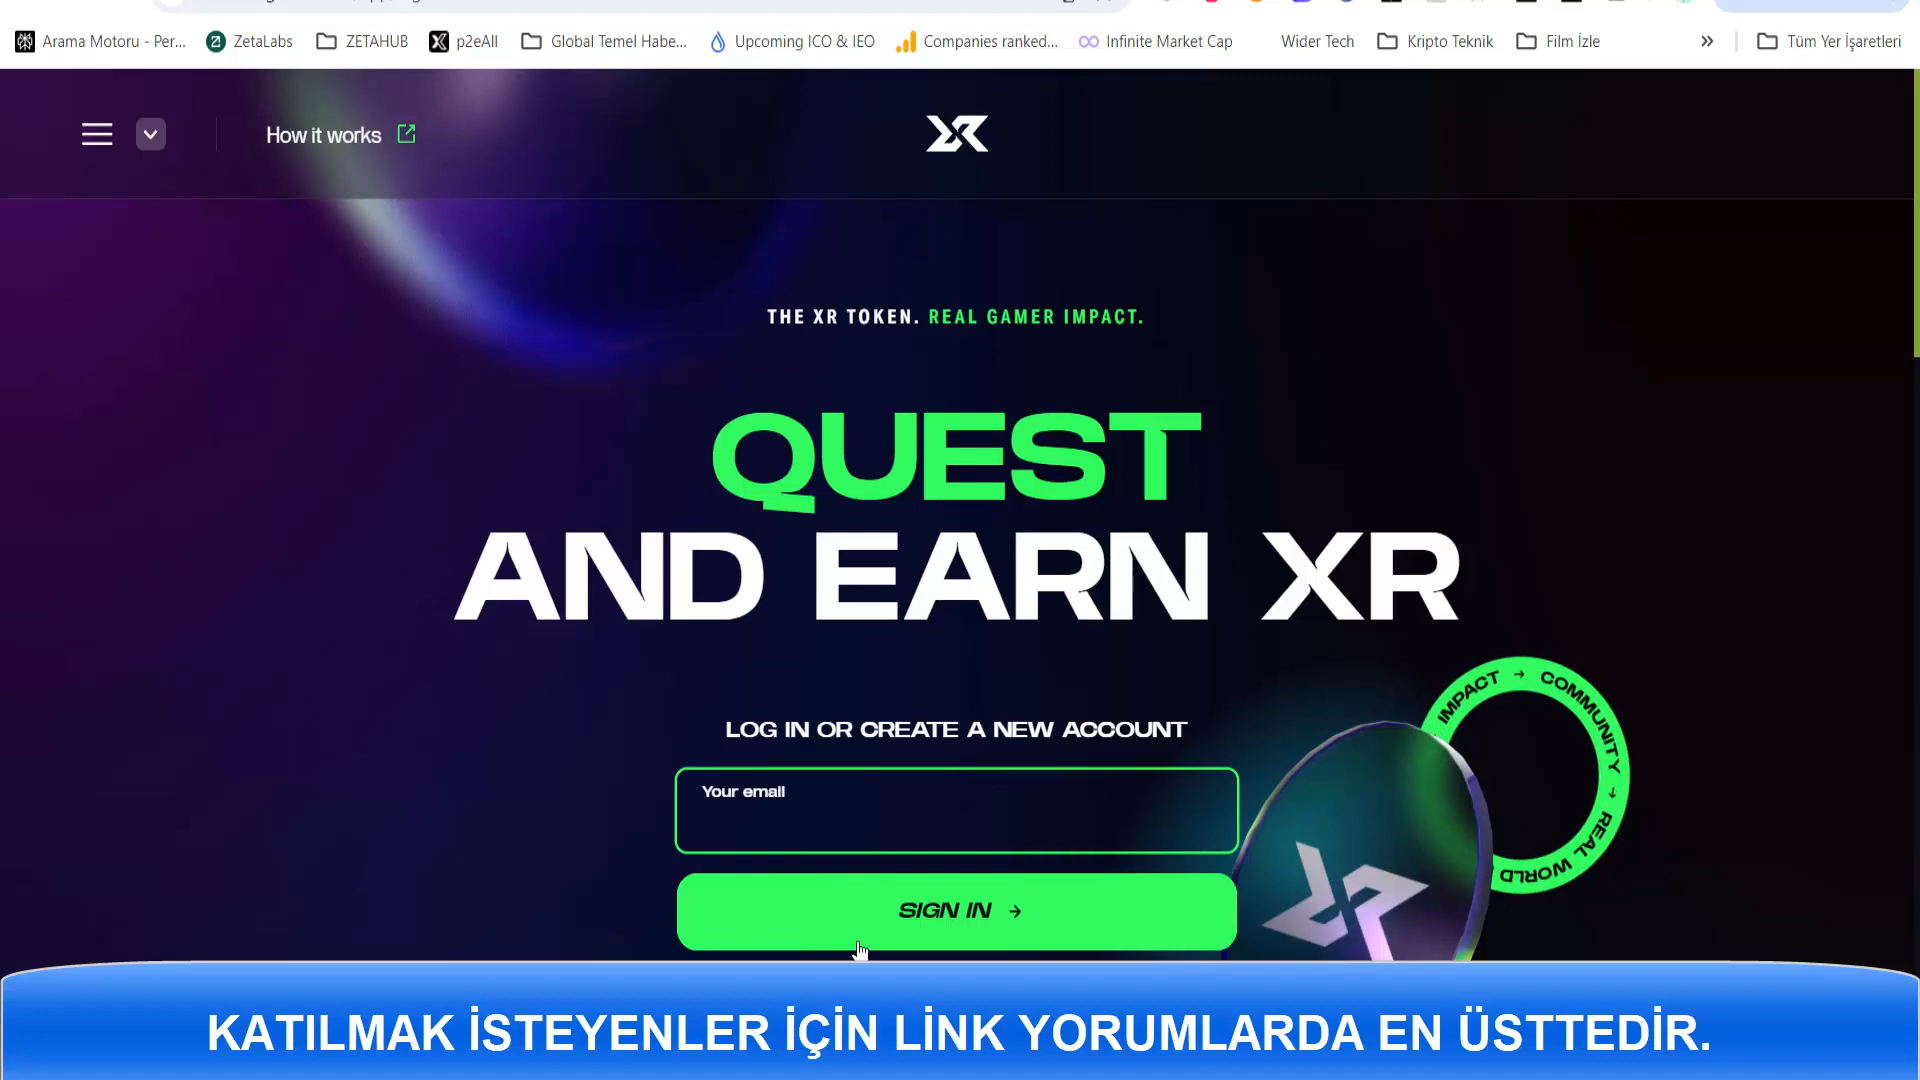 Arama Motoru - Per... ZetaLabs ZETAHUB p2eAll Global Temel Habe... Upcoming ICO & IEO Companies ranked... Infinite Market Cap Wider Tech Kripto Teknik Film İzle » Tüm Yer İşaretleri
How it works
XR
THE XR TOKEN. REAL GAMER IMPACT.
QUEST
AND EARN XR
LOG IN OR CREATE A NEW ACCOUNT
Your email
SIGN IN →
IMPACT → COMMUNITY → REAL WORLD
XR
KATILMAK İSTEYENLER İÇİN LİNK YORUMLARDA EN ÜSTTEDİR.